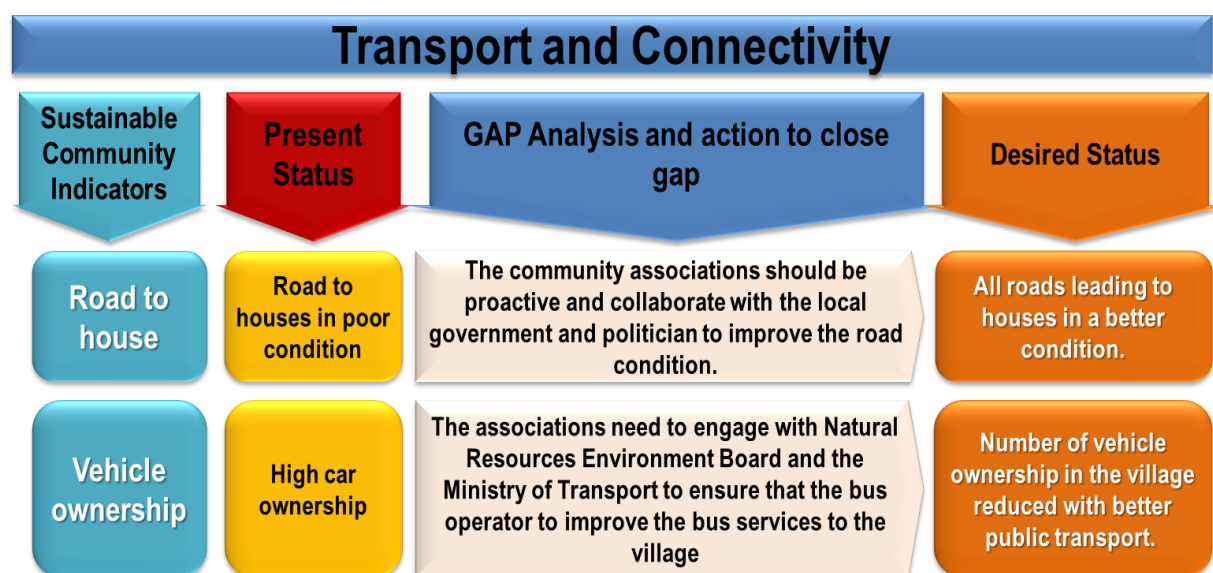 Transport and Connectivity
Sustainable
Community
Indicators
Present
Status
GAP Analysis and action to close
gap
Desired Status
Road to
house
Road to
houses in poor
condition
The community associations should be
proactive and collaborate with the local
government and politician to improve the road
condition.
All roads leading to
houses in a better
condition.
Vehicle
ownership
High car
ownership
The associations need to engage with Natural
Resources Environment Board and the
Ministry of Transport to ensure that the bus
operator to improve the bus services to the
village
Number of vehicle
ownership in the village
reduced with better
public transport.